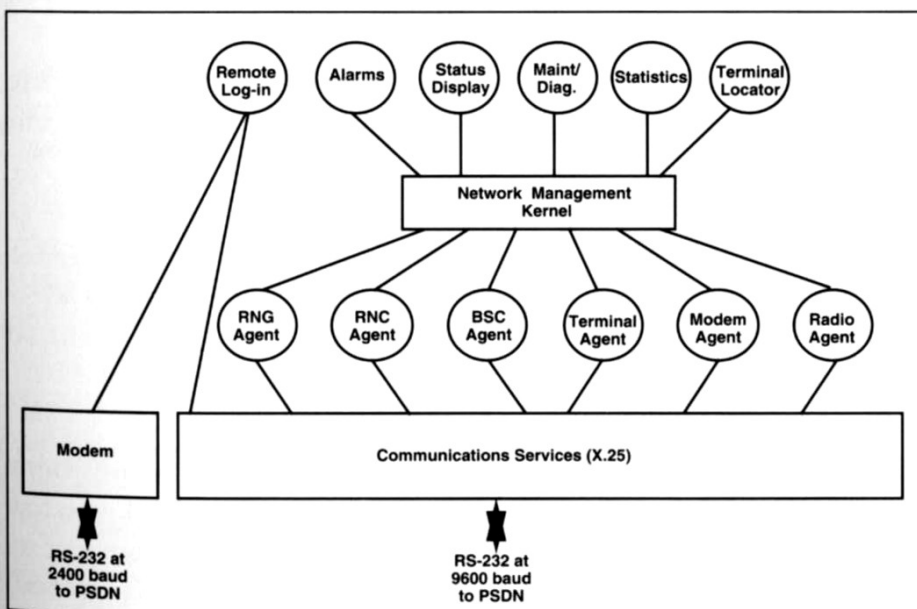 Remote
Log-in
Alarms
Status
Display
Maint/
Diag.
Statistics
Terminal
Locator
Network Management
Kernel
RNG
Agent
RNC
Agent
BSC
Agent
Terminal
Agent
Modem
Agent
Radio
Agent
Modem
Communications Services (X.25)
RS-232 at
2400 baud
to PSDN
RS-232 at
9600 baud
to PSDN